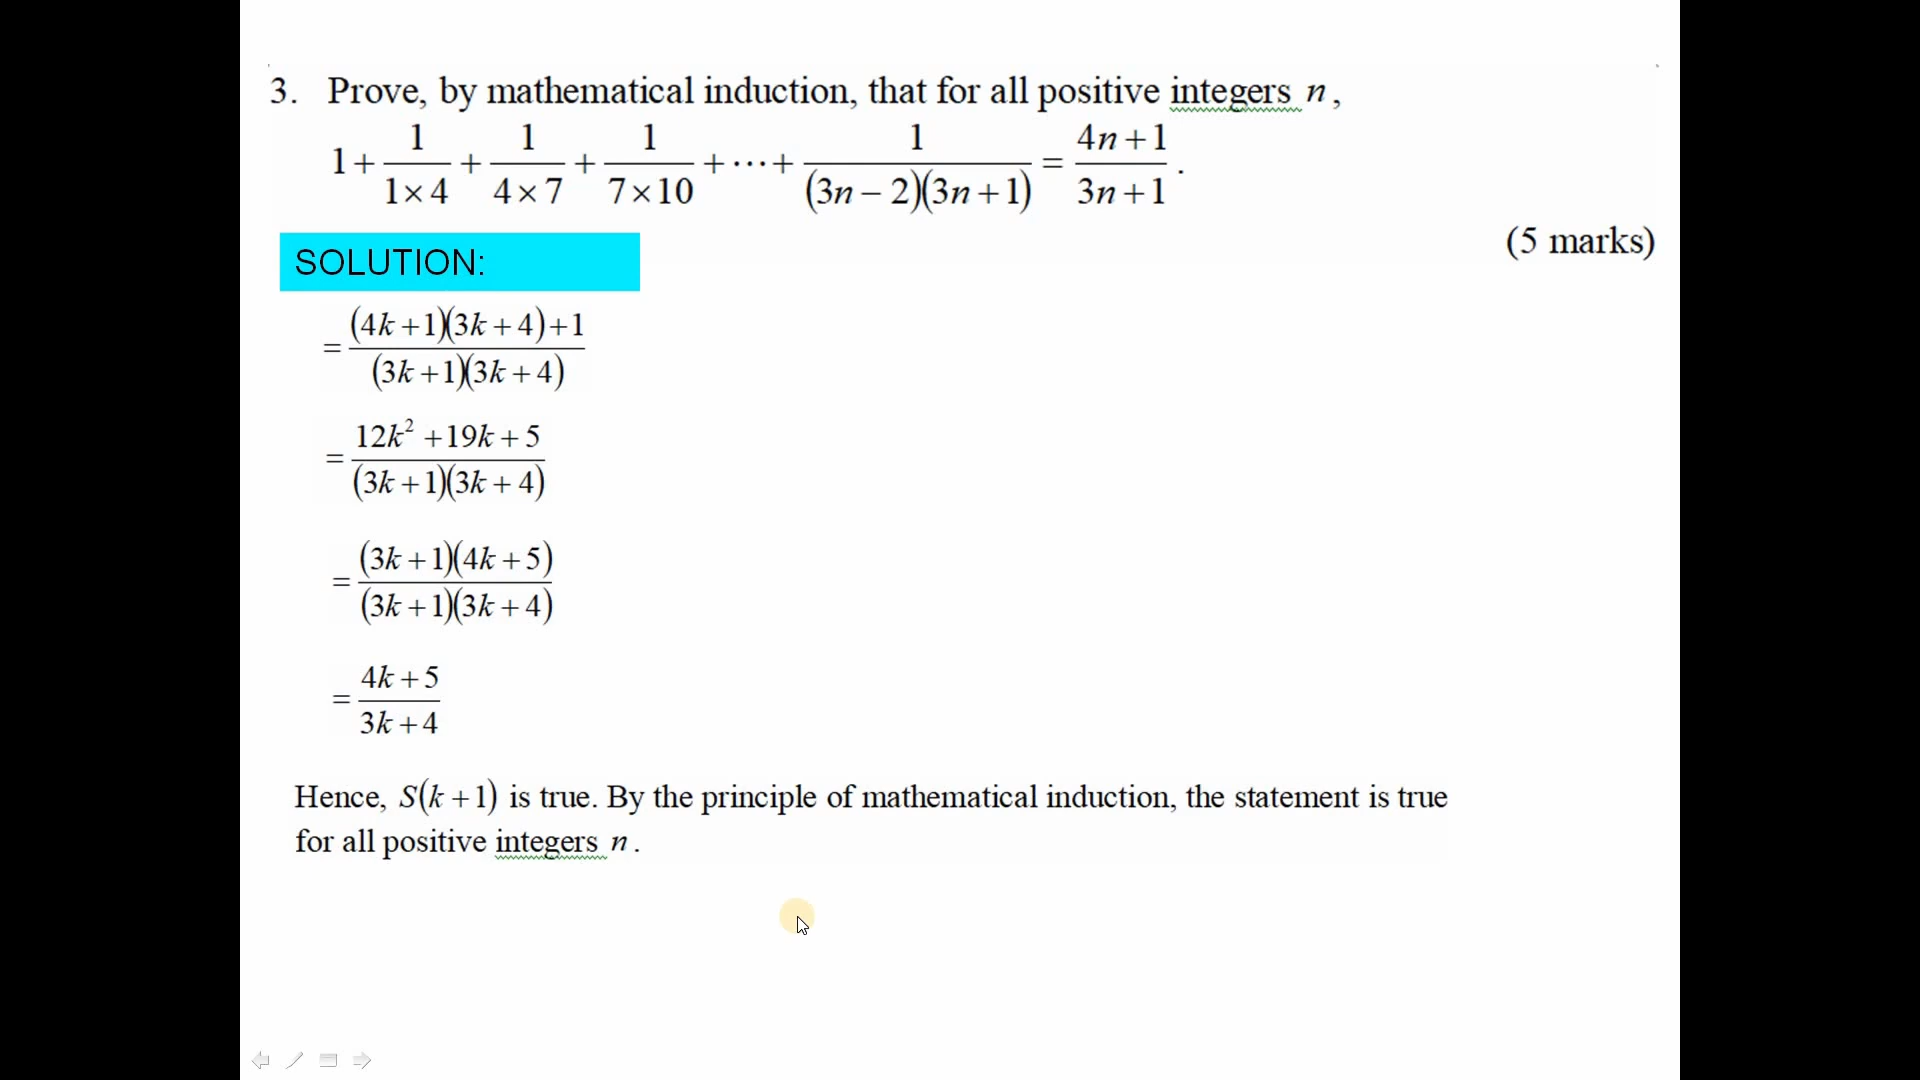 3. Prove, by mathematical induction, that for all positive integers n,
1 + 1/(1×4) + 1/(4×7) + 1/(7×10) + ⋯ + 1/((3n − 2)(3n + 1)) = (4n + 1)/(3n + 1).
(5 marks)
SOLUTION:
= ((4k + 1)(3k + 4) + 1)/((3k + 1)(3k + 4))
= (12k² + 19k + 5)/((3k + 1)(3k + 4))
= ((3k + 1)(4k + 5))/((3k + 1)(3k + 4))
= (4k + 5)/(3k + 4)
Hence, S(k + 1) is true. By the principle of mathematical induction, the statement is true
for all positive integers n.